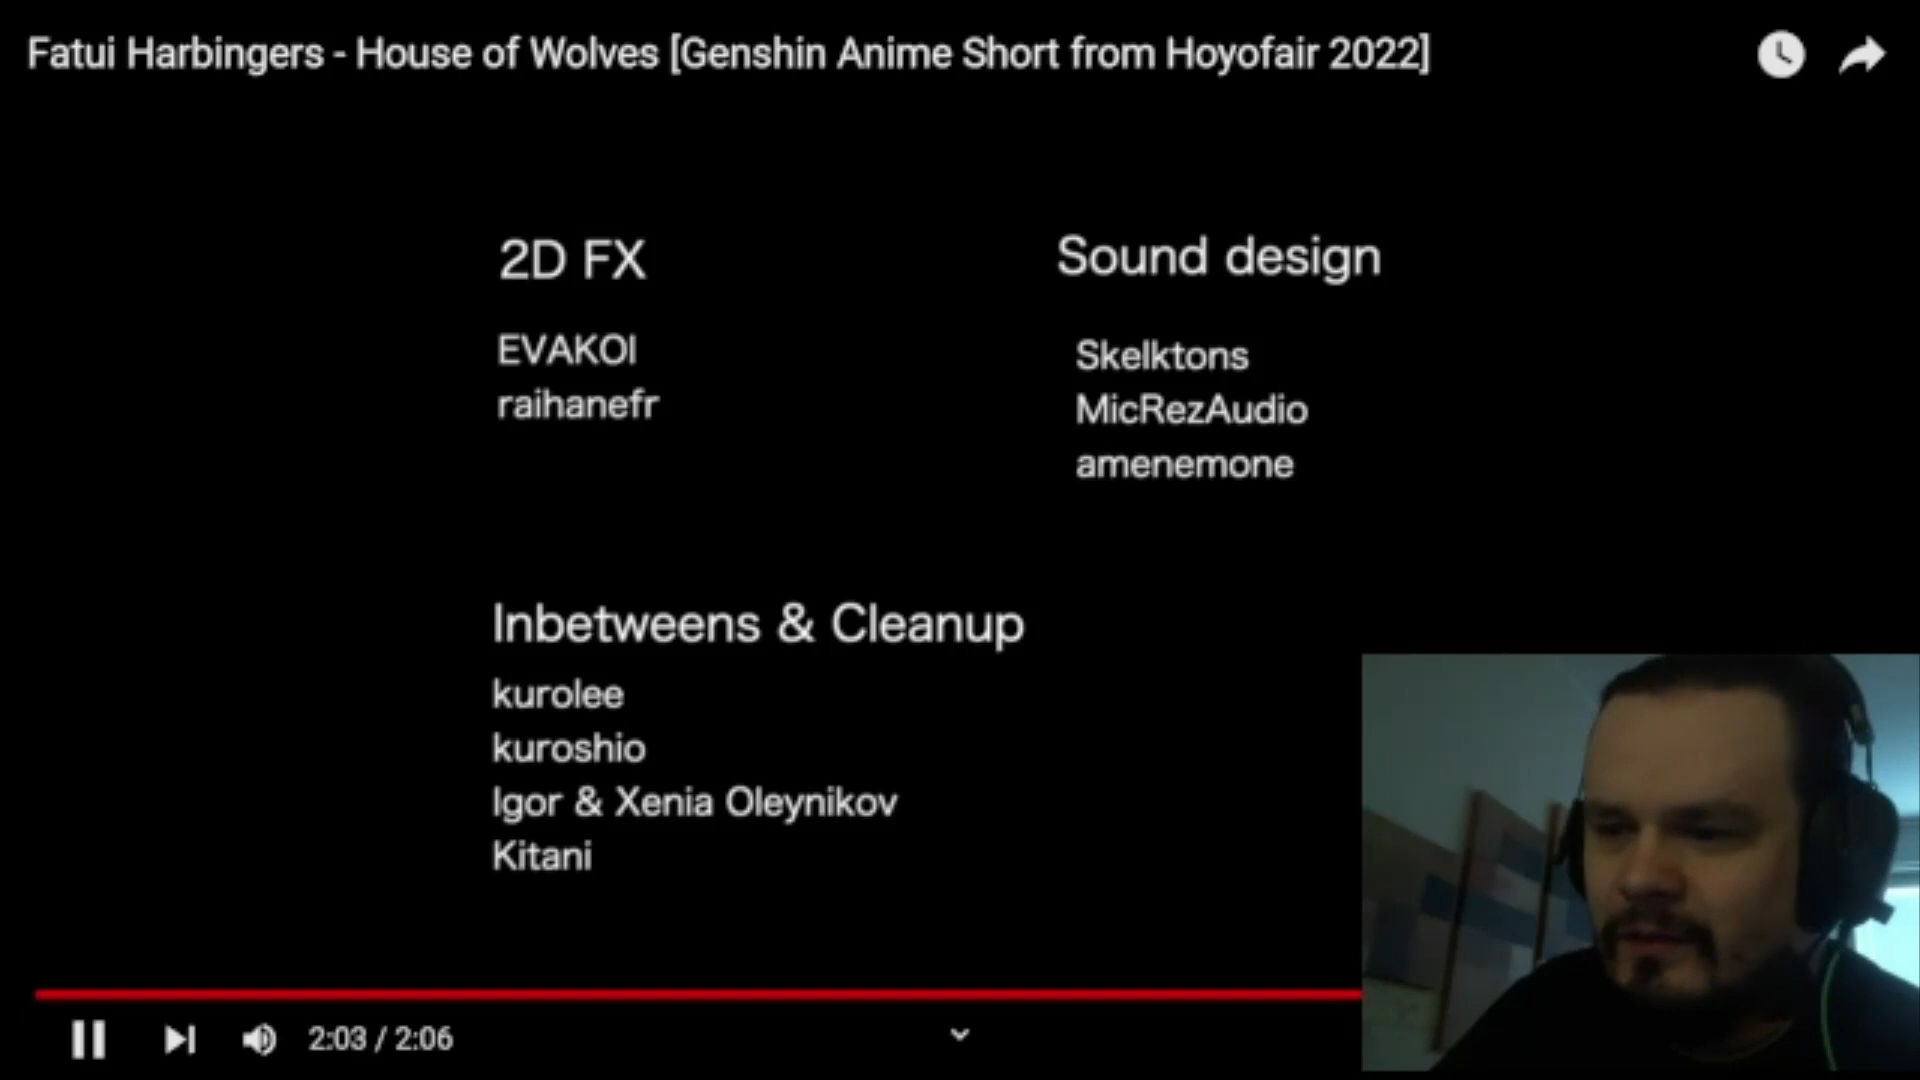 Fatui Harbingers - House of Wolves [Genshin Anime Short from Hoyofair 2022]
2D FX
EVAKOI
raihanefr
Sound design
Skelktons
MicRezAudio
amenemone
Inbetweens & Cleanup
kurolee
kuroshio
Igor & Xenia Oleynikov
Kitani
2:03 / 2:06